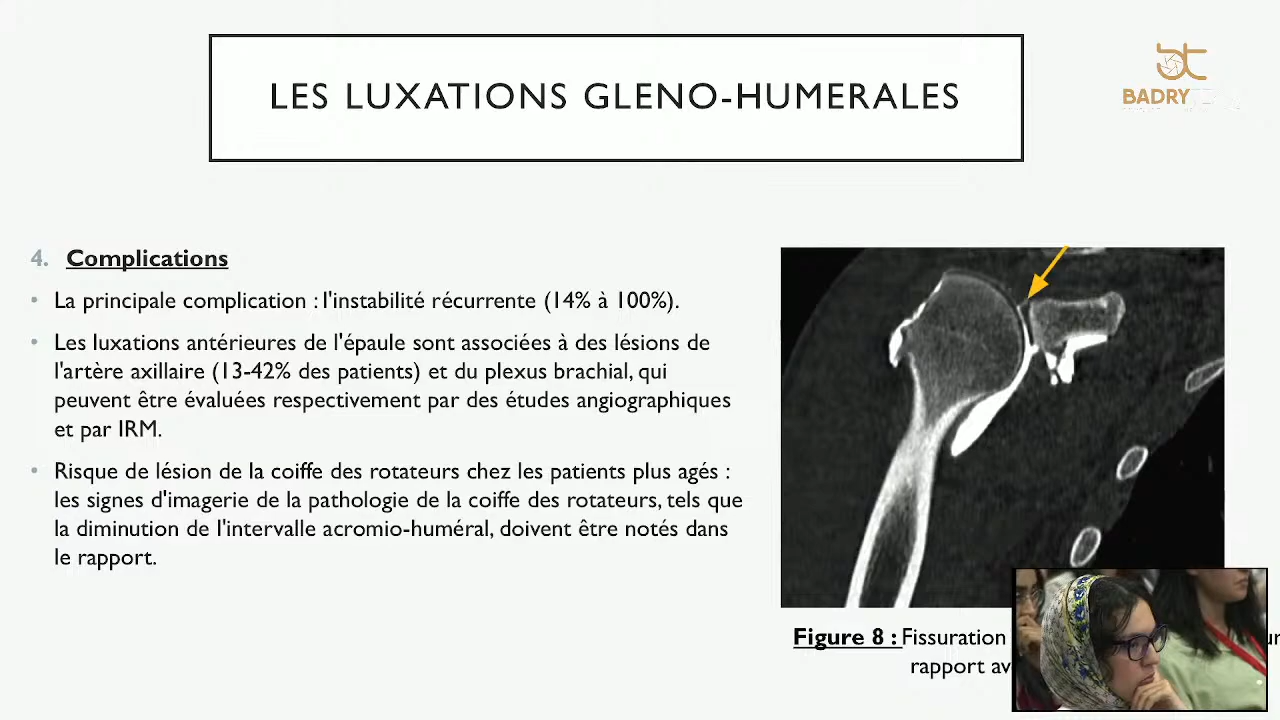 LES LUXATIONS GLENO-HUMERALES
BADRY
4. Complications
• La principale complication : l'instabilité récurrente (14% à 100%).
• Les luxations antérieures de l'épaule sont associées à des lésions de
l'artère axillaire (13-42% des patients) et du plexus brachial, qui
peuvent être évaluées respectivement par des études angiographiques
et par IRM.
• Risque de lésion de la coiffe des rotateurs chez les patients plus agés :
les signes d'imagerie de la pathologie de la coiffe des rotateurs, tels que
la diminution de l'intervalle acromio-huméral, doivent être notés dans
le rapport.
Figure 8 : Fissuration
rapport